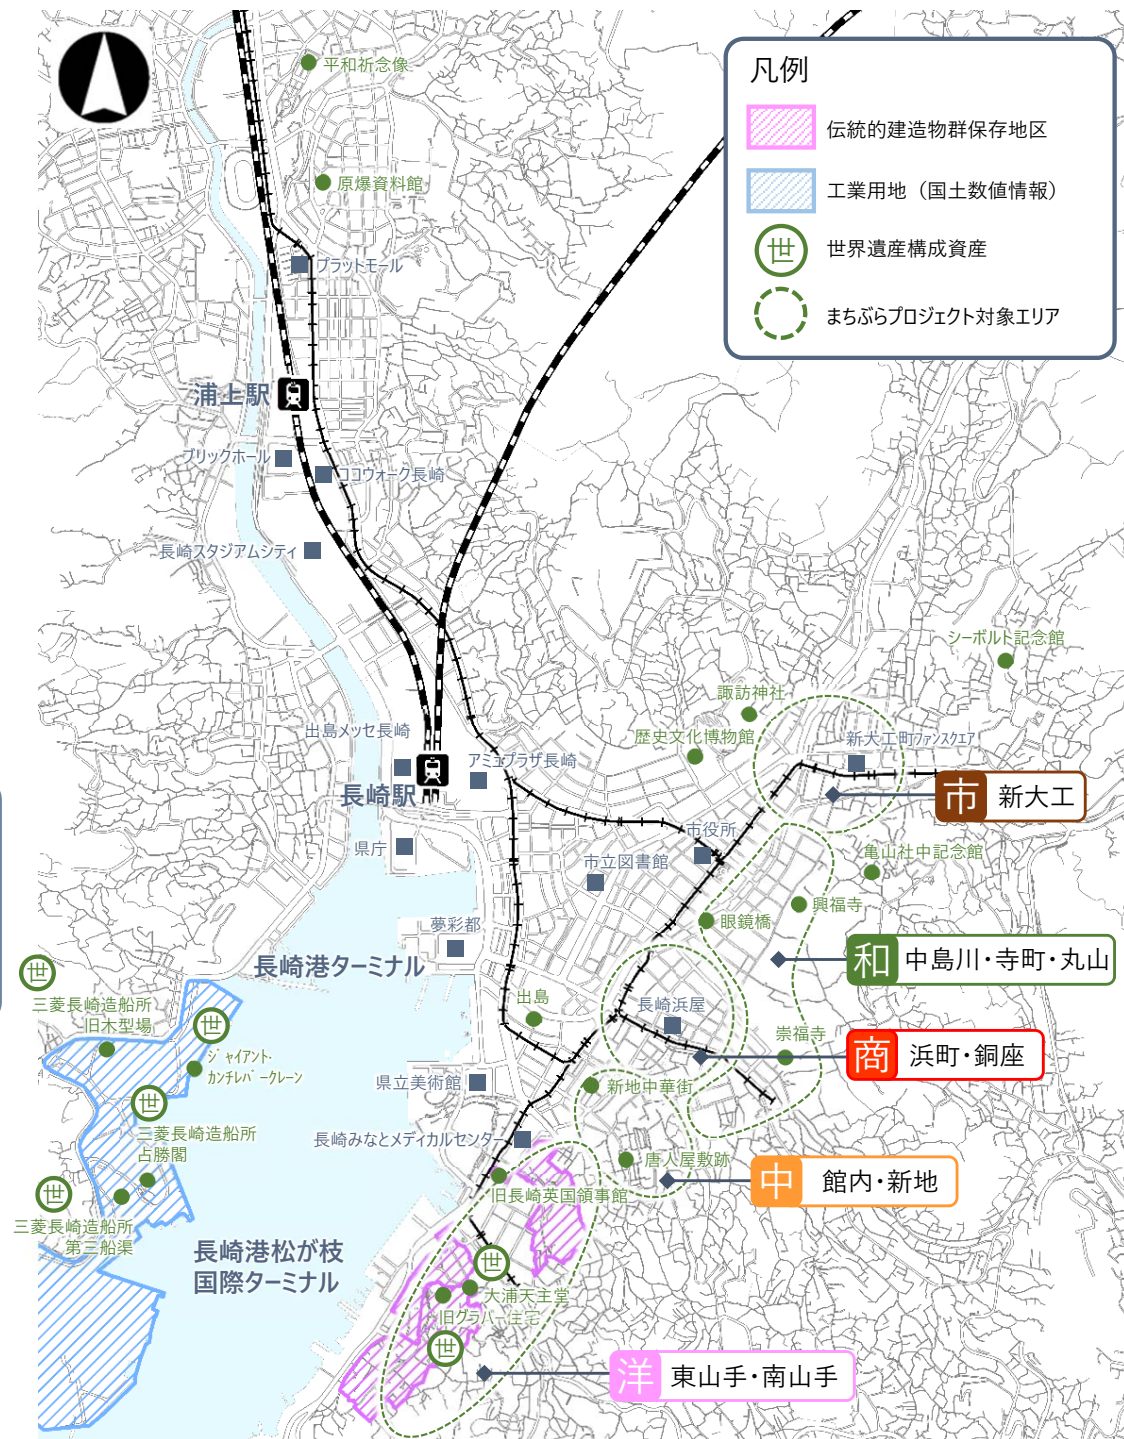 凡例
伝統的建造物群保存地区
工業用地（国土数値情報）
世
世界遺産構成資産
まちぶらプロジェクト対象エリア
平和祈念像
原爆資料館
プラットモール
浦上駅
ブリックホール
ココウォーク長崎
長崎スタジアムシティ
シーボルト記念館
諏訪神社
歴史文化博物館
新大工町ファンスクエア
出島メッセ長崎
アミュプラザ長崎
長崎駅
市 新大工
県庁
市役所
市立図書館
亀山社中記念館
興福寺
眼鏡橋
夢彩都
和 中島川・寺町・丸山
長崎港ターミナル
世
三菱長崎造船所
旧木型場
世
ジャイアント・
カンチレバークレーン
出島
長崎浜屋
崇福寺
商 浜町・銅座
県立美術館
新地中華街
世
三菱長崎造船所
占勝閣
長崎みなとメディカルセンター
唐人屋敷跡
中 館内・新地
世
三菱長崎造船所
第三船渠
旧長崎英国領事館
長崎港松が枝
国際ターミナル
世
大浦天主堂
旧グラバー住宅
世
洋 東山手・南山手